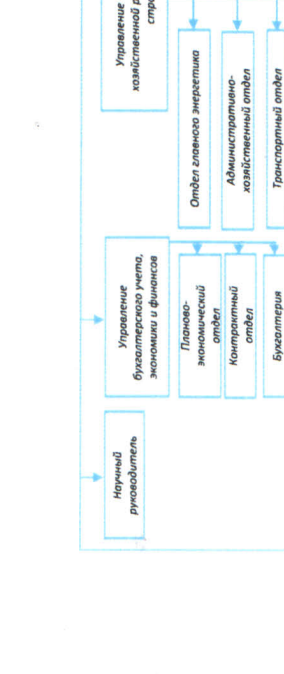 Научный
руководитель
Управление
бухгалтерского учета,
экономики и финансов
Планово-
экономический
отдел
Контрактный
отдел
Бухгалтерия
Управление
хозяйственной
Отдел главного энергетика
Административно-
хозяйственный отдел
Транспортный отдел